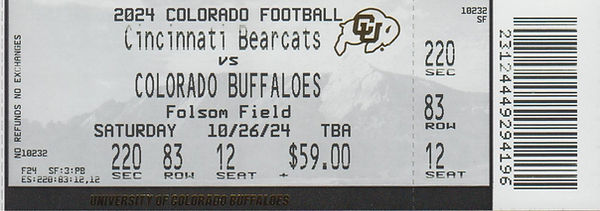 2024 COLORADO FOOTBALL
Cincinnati Bearcats
vs
COLORADO BUFFALOES
Folsom Field
SATURDAY 10/26/24 TBA
220 83 12 $59.00
SEC ROW SEAT +
NO REFUNDS NO EXCHANGES
10232
F24 SF:3:PB
ES:220:83:12,12
UNIVERSITY OF COLORADO BUFFALOES
CU
10232
SF
220
SEC
83
ROW
12
SEAT +
23124449294196